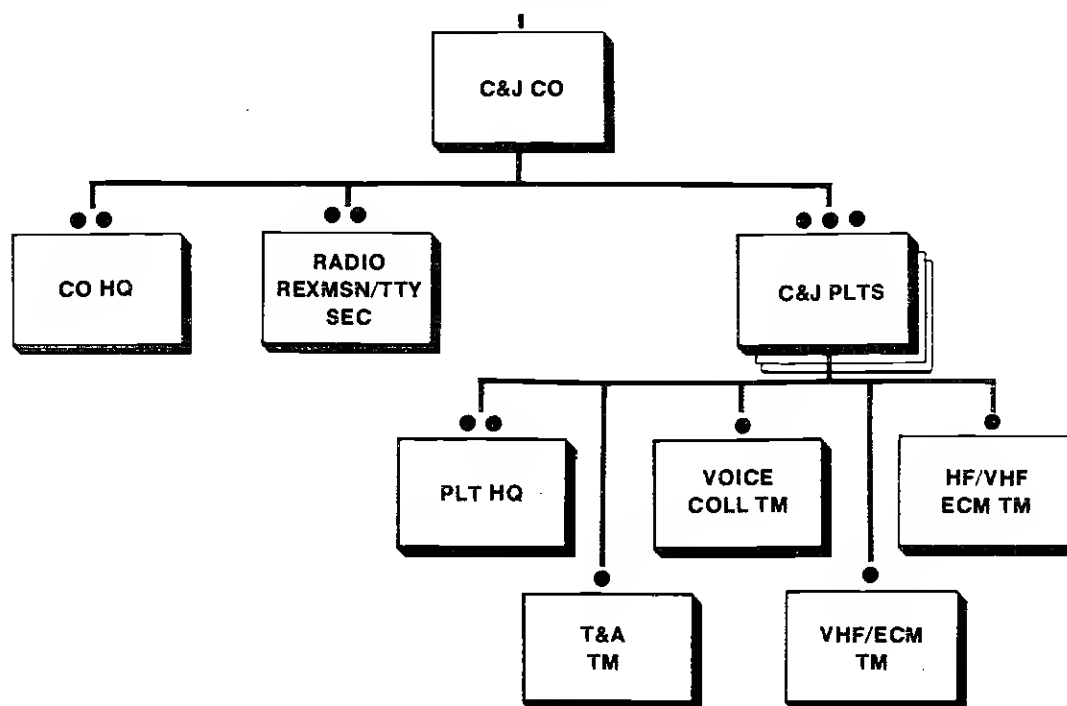 C&J CO
CO HQ
RADIO
REXMSN/TTY
SEC
C&J PLTS
PLT HQ
VOICE
COLL TM
HF/VHF
ECM TM
T&A
TM
VHF/ECM
TM